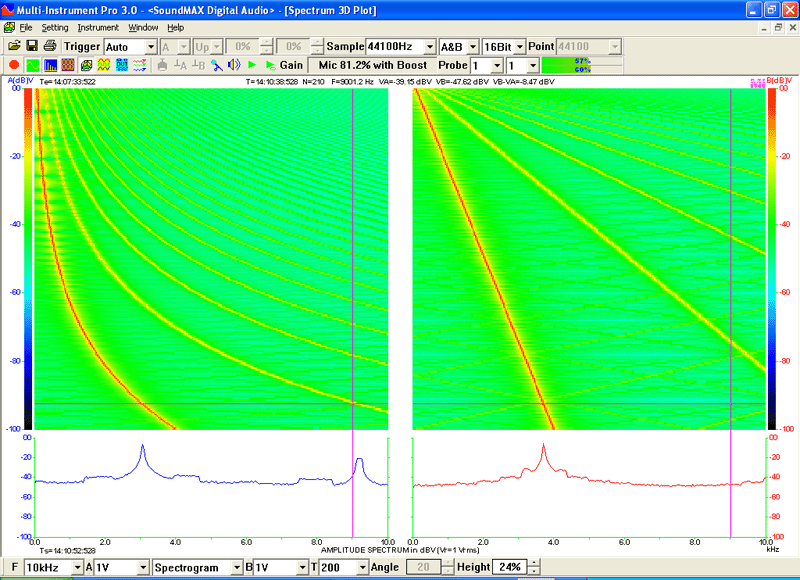 Multi-Instrument Pro 3.0 - <SoundMAX Digital Audio> - [Spectrum 3D Plot]
File Setting Instrument Window Help
Trigger Auto A Up 0% 0% Sample 44100Hz A&B 16Bit Point 44100
A B Gain Mic 81.2% with Boost Probe 1 1 57% 60%
A(dB)V Te=14:07:33:522 T=14:10:38:528 N=210 F=9001.2 Hz VA=-39.15 dBV VB=-47.62 dBV VB-VA=-8.47 dBV B(dB)V
00 00
-20 -20
-40 -40
-60 -60
-80 -80
-100 -100
00 00
-20 -20
-40 -40
-60 -60
-80 -80
-100 -100
0.0 2.0 4.0 6.0 8.0 10.0 0.0 2.0 4.0 6.0 8.0 10.0
Ts=14:10:52:528 AMPLITUDE SPECTRUM in dBV (Vr=1 Vrms) kHz
F 10kHz A 1V Spectrogram B 1V T 200 Angle 20 Height 24%